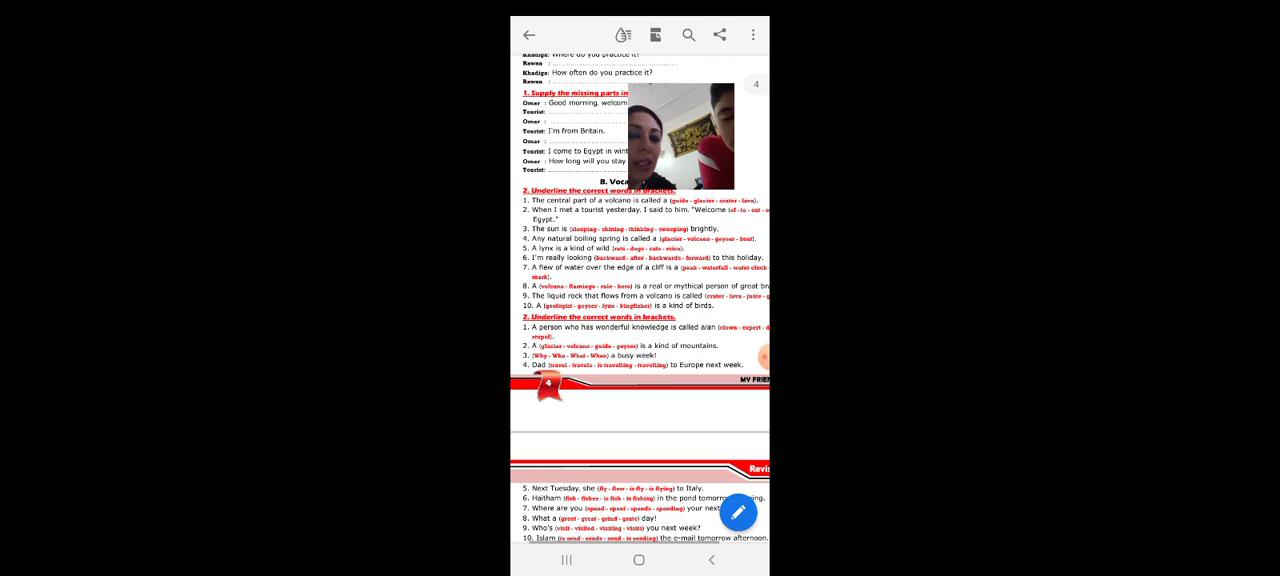 Khadiga: Where do you practice it?
Rawan : ......................................................
Khadiga: How often do you practice it?
Rawan : ..............................
4
1. Supply the missing parts in
Omar : Good morning, welcom
Tourist: ..............................
Omar : ..............................
Tourist: I'm from Britain.
Omar : ..............................
Tourist: I come to Egypt in wint
Omar : How long will you stay
Tourist: ..............................
B. Voca
2. Underline the correct words in brackets.
1. The central part of a volcano is called a (guide - glacier - crater - lava).
2. When I met a tourist yesterday, I said to him, "Welcome (of - to - out - o
Egypt."
3. The sun is (sleeping - shining - thinking - sweeping) brightly.
4. Any natural boiling spring is called a (glacier - volcano - geyser - boat).
5. A lynx is a kind of wild (rats - dogs - cats - mice).
6. I'm really looking (backward - after - backwards - forward) to this holiday.
7. A flew of water over the edge of a cliff is a (peak - waterfall - water clock -
mark).
8. A (volcano - flamingo - rule - hero) is a real or mythical person of great bra
9. The liquid rock that flows from a volcano is called (crater - lava - juice - g
10. A (geologist - geyser - lynx - kingfisher) is a kind of birds.
2. Underline the correct words in brackets.
1. A person who has wonderful knowledge is called a/an (clown - expert - d
stupid).
2. A (glacier - volcano - guide - geyser) is a kind of mountains.
3. (Why - Who - What - When) a busy week!
4. Dad (travel - travels - is travelling - travelling) to Europe next week.
4
MY FRIEN
Revis
5. Next Tuesday, she (fly - flew - is fly - is flying) to Italy.
6. Haitham (fish - fishes - is fish - is fishing) in the pond tomorrow ning.
7. Where are you (spend - spent - spends - spending) your next
8. What a (greet - great - grind - grate) day!
9. Who's (visit - visited - visiting - visits) you next week?
10. Islam (is send - sends - send - is sending) the e-mail tomorrow afternoon.